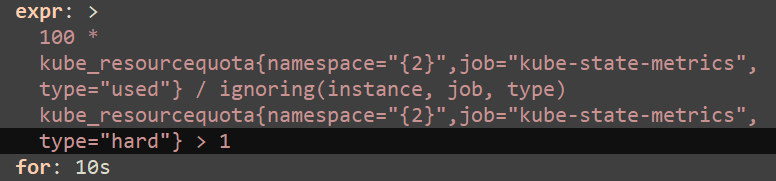 expr: >
100 *
kube_resourcequota{namespace="{2}",job="kube-state-metrics",
type="used"} / ignoring(instance, job, type)
kube_resourcequota{namespace="{2}",job="kube-state-metrics",
type="hard"} > 1
for: 10s